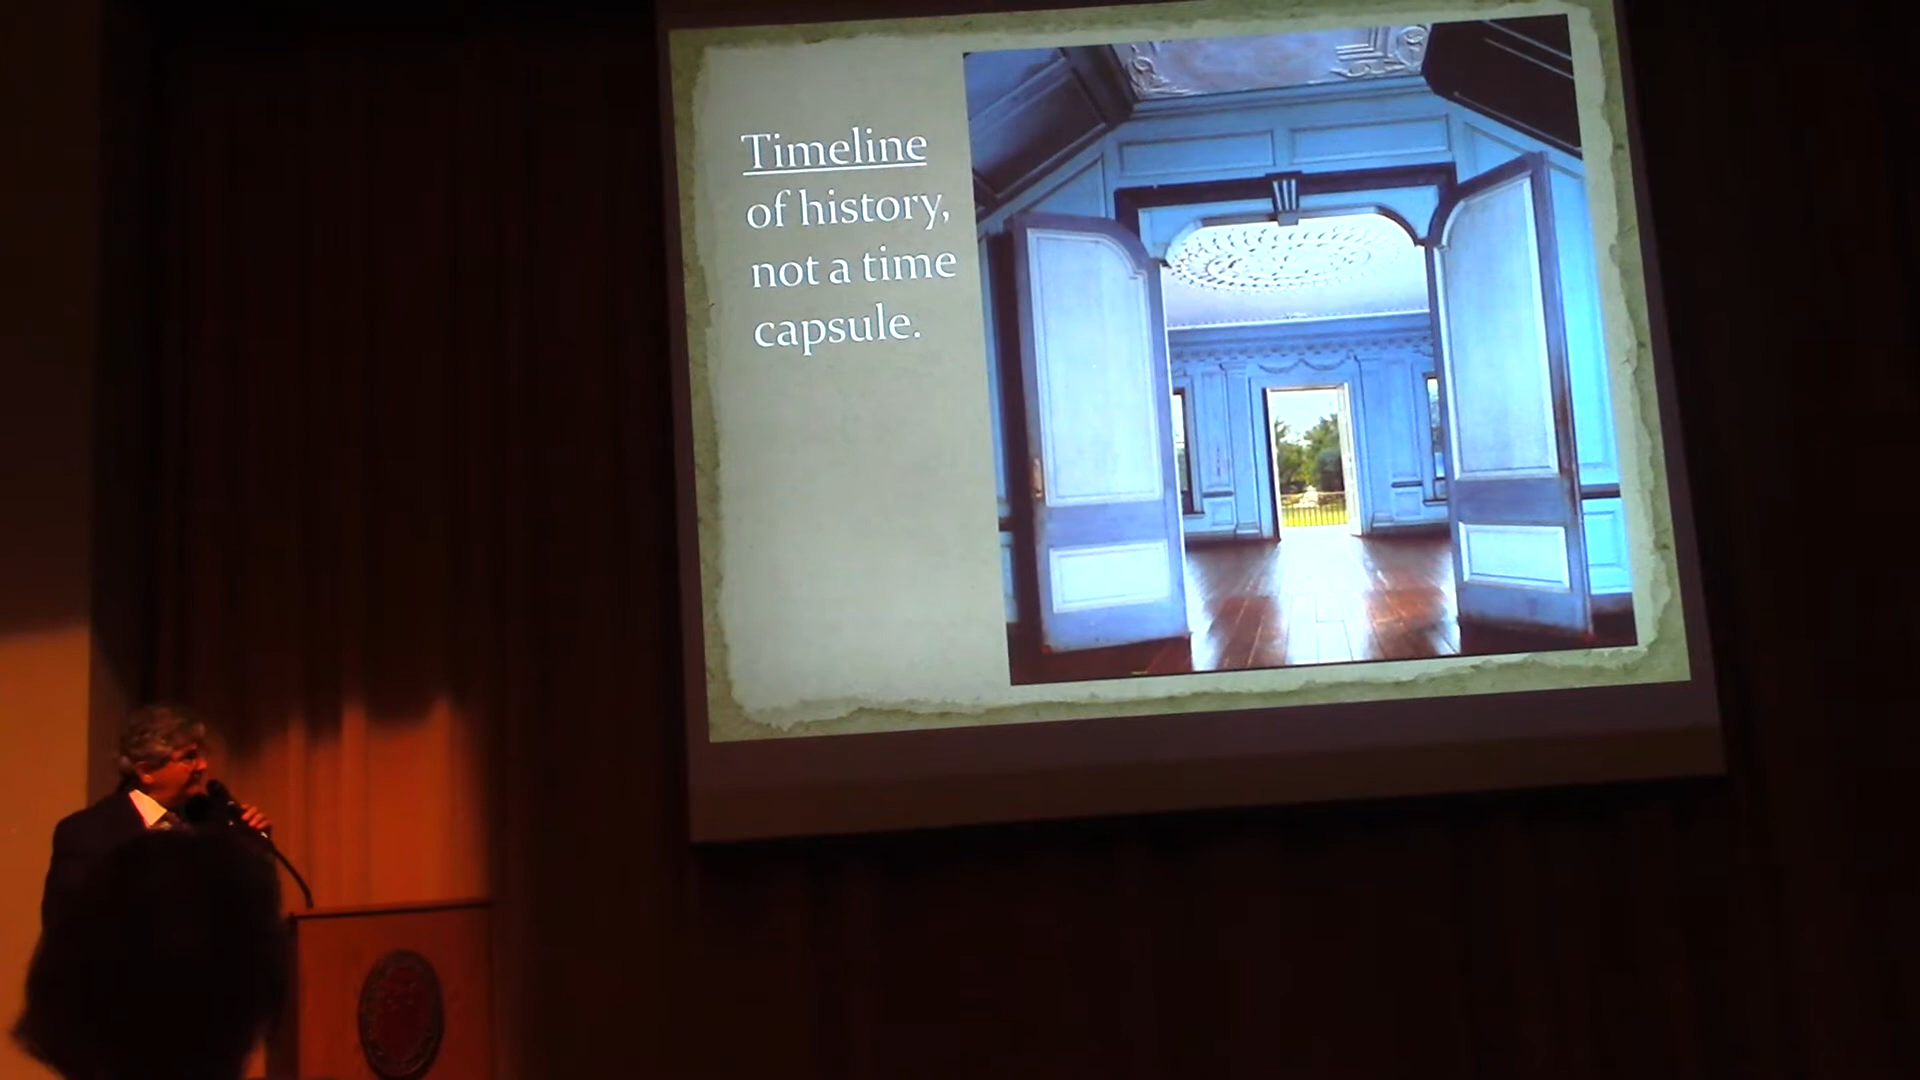 Timeline
of history,
not a time
capsule.